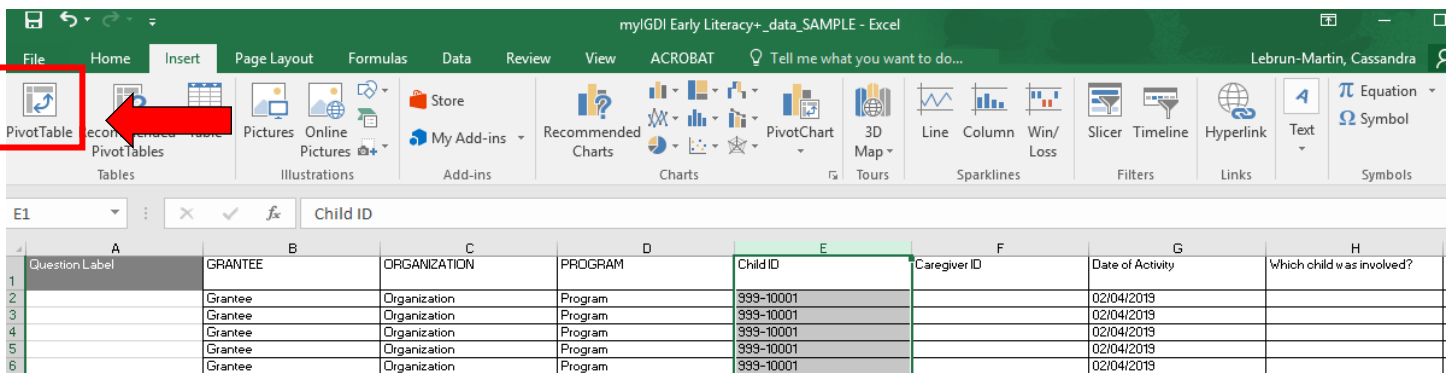 myIGDI Early Literacy+_data_SAMPLE - Excel
File Home Insert Page Layout Formulas Data Review View ACROBAT Tell me what you want to do... Lebrun-Martin, Cassandra
PivotTable
PivotTables
Tables
Pictures Online Pictures
Illustrations
Store
My Add-ins
Add-ins
Recommended Charts
PivotChart
Charts
3D Map
Tours
Line Column Win/ Loss
Sparklines
Slicer Timeline
Filters
Hyperlink
Links
Text
π Equation
Ω Symbol
Symbols
E1 fx Child ID
A B C D E F G H
1 Question Label GRANTEE ORGANIZATION PROGRAM Child ID Caregiver ID Date of Activity Which child was involved?
2 Grantee Organization Program 999-10001 02/04/2019
3 Grantee Organization Program 999-10001 02/04/2019
4 Grantee Organization Program 999-10001 02/04/2019
5 Grantee Organization Program 999-10001 02/04/2019
6 Grantee Organization Program 999-10001 02/04/2019